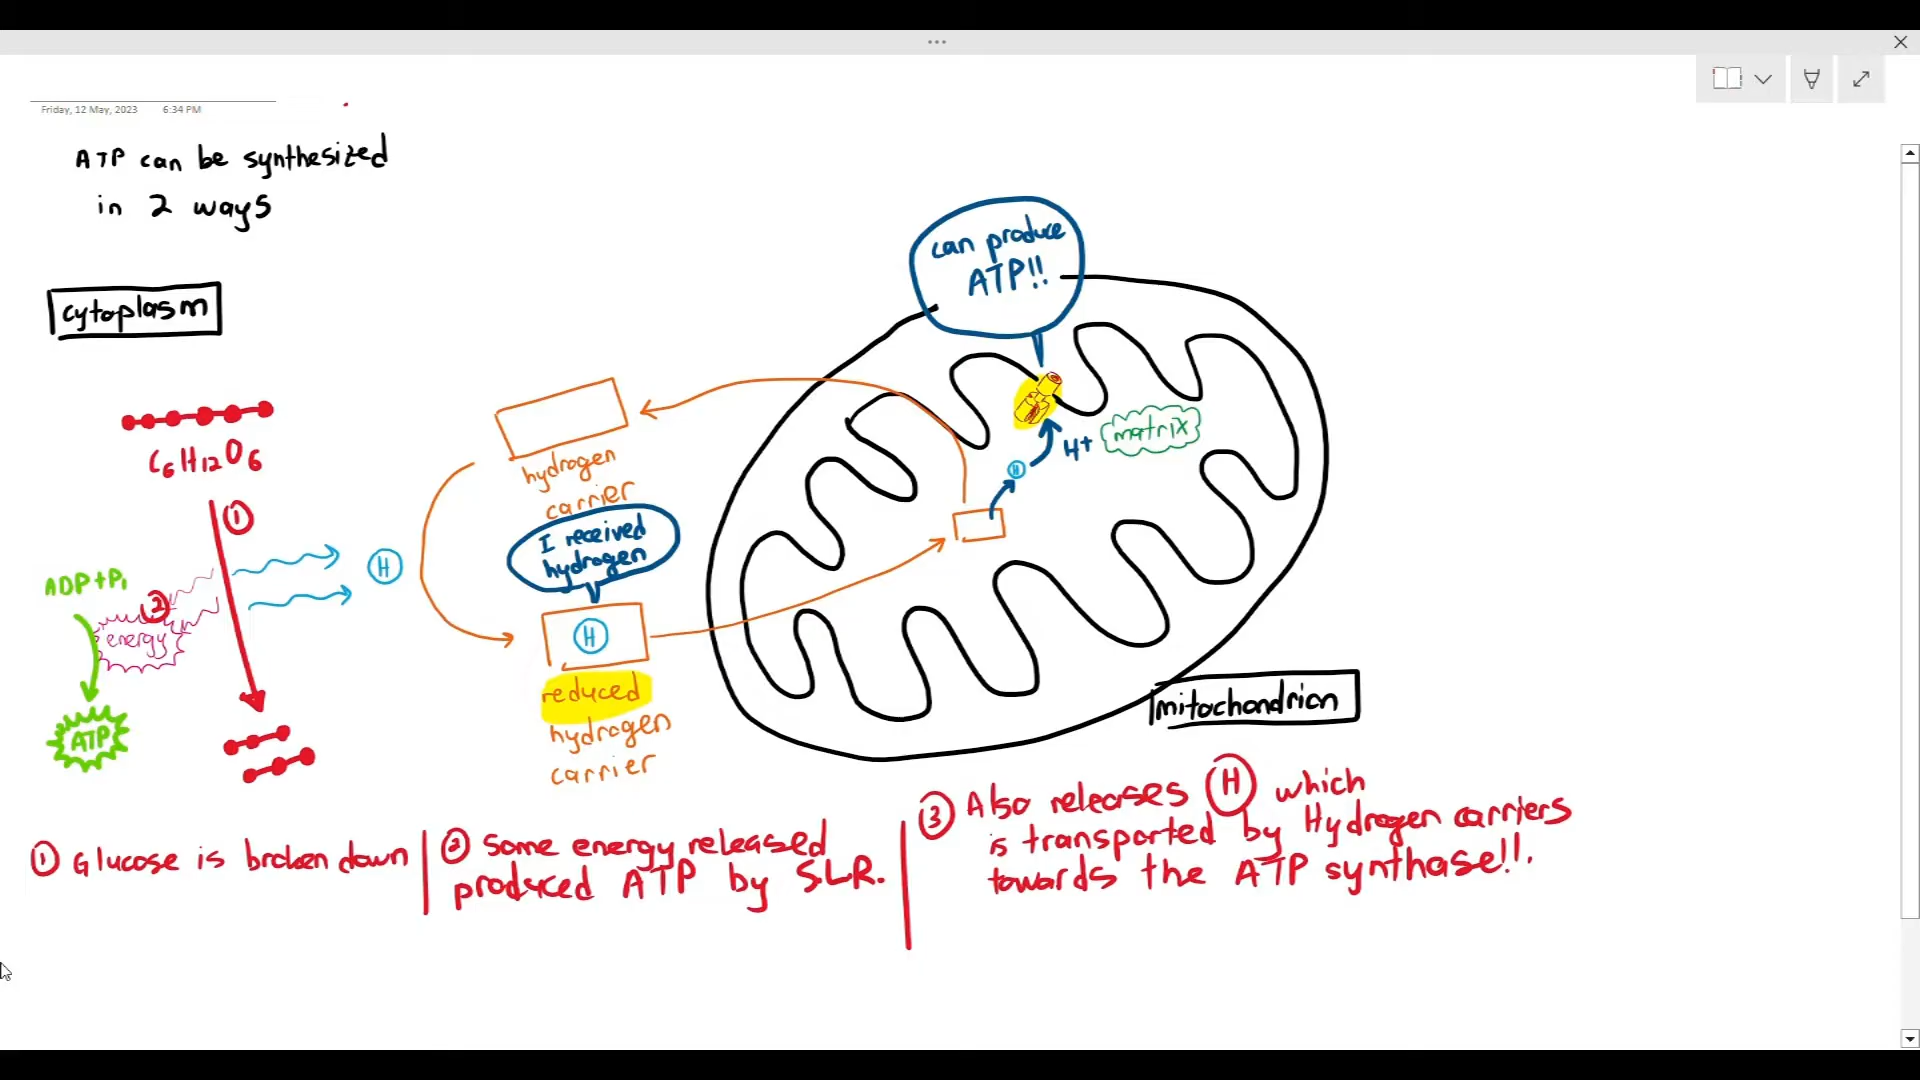 Friday, 12 May, 2023 6:34 PM
ATP can be synthesized
in 2 ways
cytoplasm
C6H12O6
1
ADP+Pi
2
energy
ATP
H
hydrogen
carrier
I received
hydrogen
H
reduced
hydrogen
carrier
can produce
ATP!!
H+
H
matrix
mitochondrion
① Glucose is broken down
② Some energy released
produced ATP by S.L.R.
③ Also releases Ⓗ which
is transported by Hydrogen carriers
towards the ATP synthase!!.